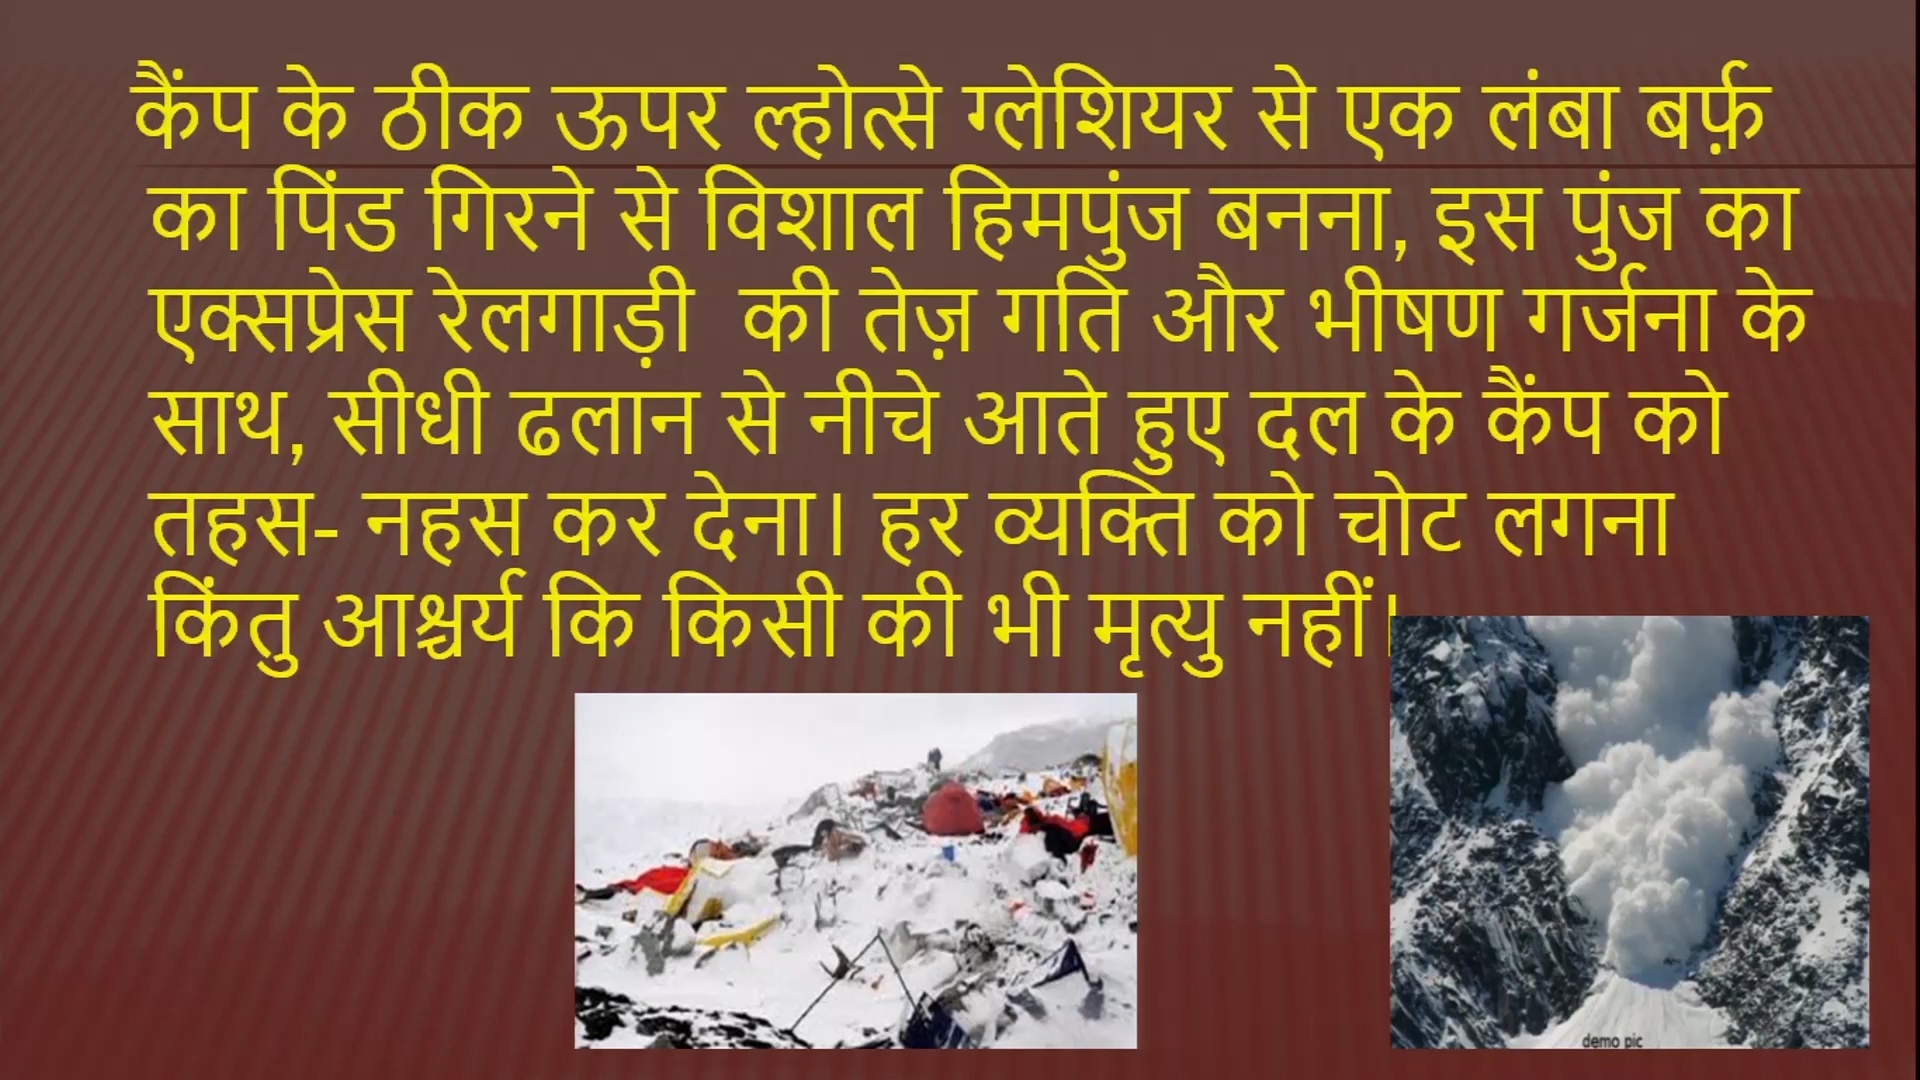 कैंप के ठीक ऊपर ल्होत्से ग्लेशियर से एक लंबा बर्फ़
का पिंड गिरने से विशाल हिमपुंज बनना, इस पुंज का
एक्सप्रेस रेलगाड़ी की तेज़ गति और भीषण गर्जना के
साथ, सीधी ढलान से नीचे आते हुए दल के कैंप को
तहस- नहस कर देना। हर व्यक्ति को चोट लगना
किंतु आश्चर्य कि किसी की भी मृत्यु नहीं।
demo pic